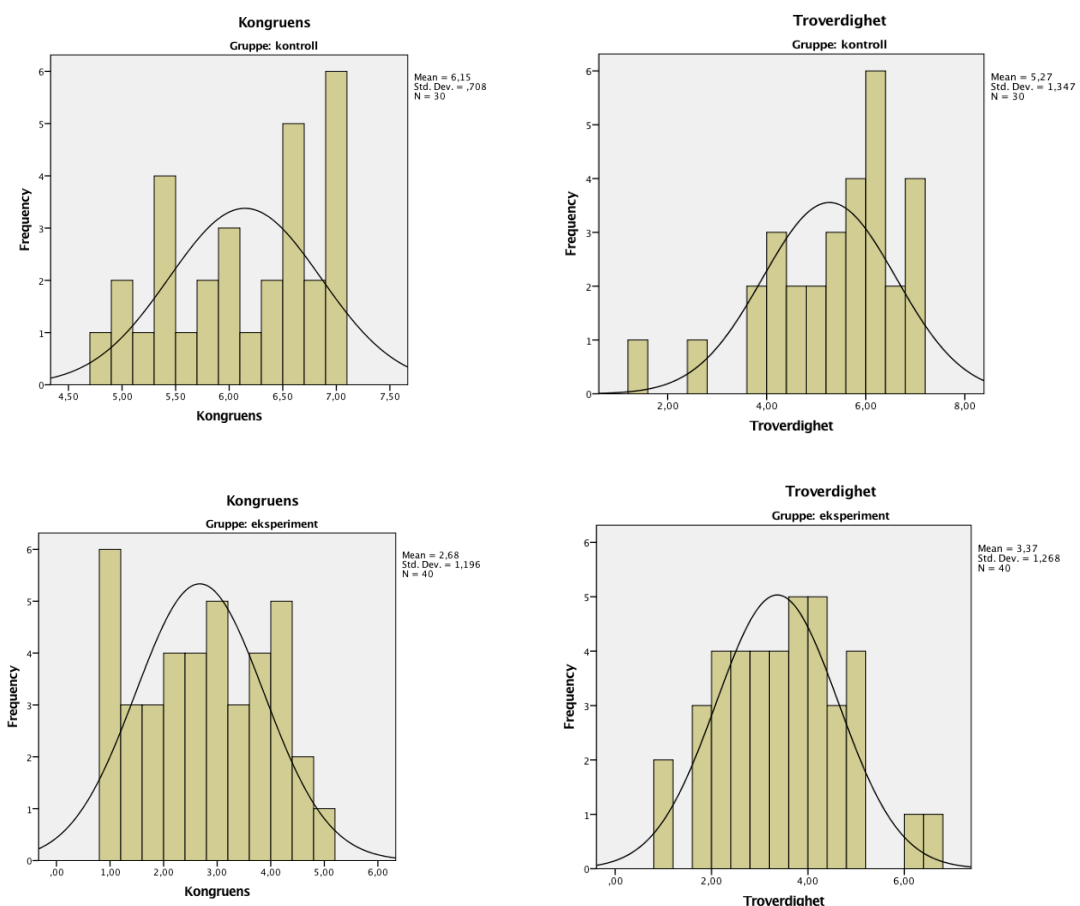 Kongruens
Gruppe: kontroll
Mean = 6,15
Std. Dev. = ,708
N = 30
Frequency
6
5
4
3
2
1
0
4,50 5,00 5,50 6,00 6,50 7,00 7,50
Kongruens
Troverdighet
Gruppe: kontroll
Mean = 5,27
Std. Dev. = 1,347
N = 30
Frequency
6
5
4
3
2
1
0
2,00 4,00 6,00 8,00
Troverdighet
Kongruens
Gruppe: eksperiment
Mean = 2,68
Std. Dev. = 1,196
N = 40
Frequency
6
5
4
3
2
1
0
,00 1,00 2,00 3,00 4,00 5,00 6,00
Kongruens
Troverdighet
Gruppe: eksperiment
Mean = 3,37
Std. Dev. = 1,268
N = 40
Frequency
6
5
4
3
2
1
0
,00 2,00 4,00 6,00
Troverdighet